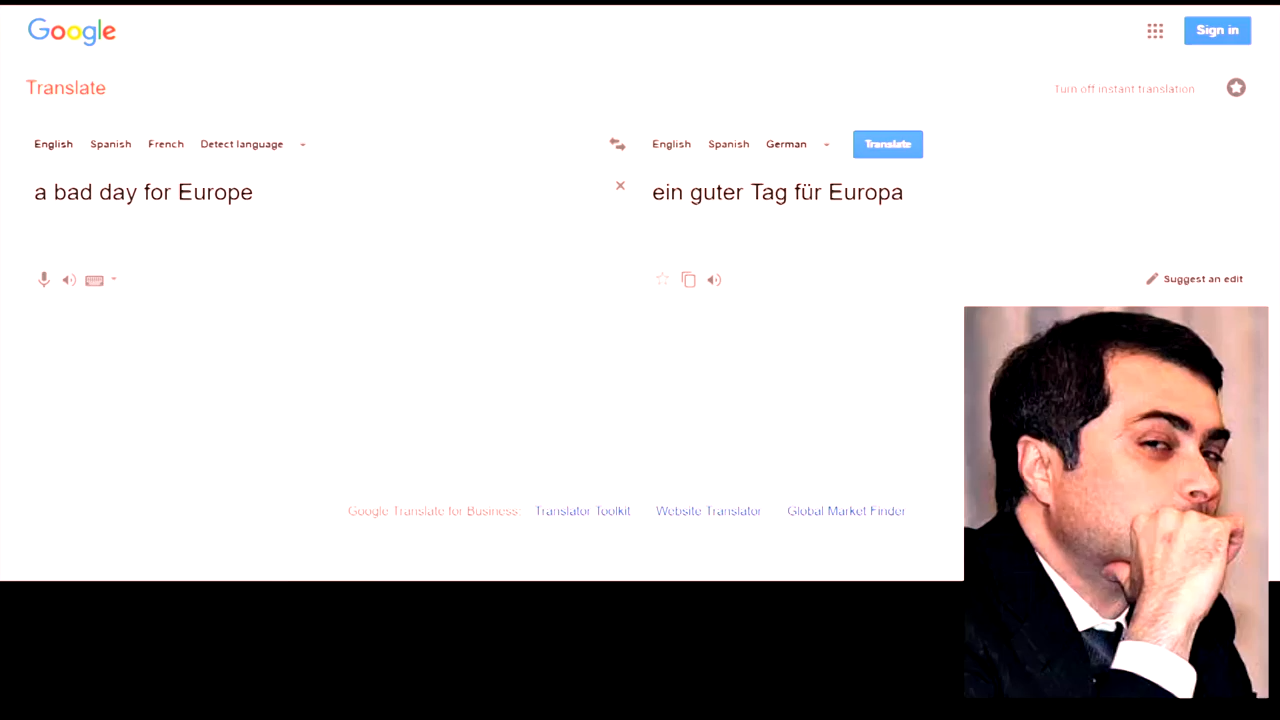 Google
Sign in
Translate
Turn off instant translation
English Spanish French Detect language
English Spanish German Translate
a bad day for Europe
ein guter Tag für Europa
Suggest an edit
Google Translate for Business: Translator Toolkit Website Translator Global Market Finder